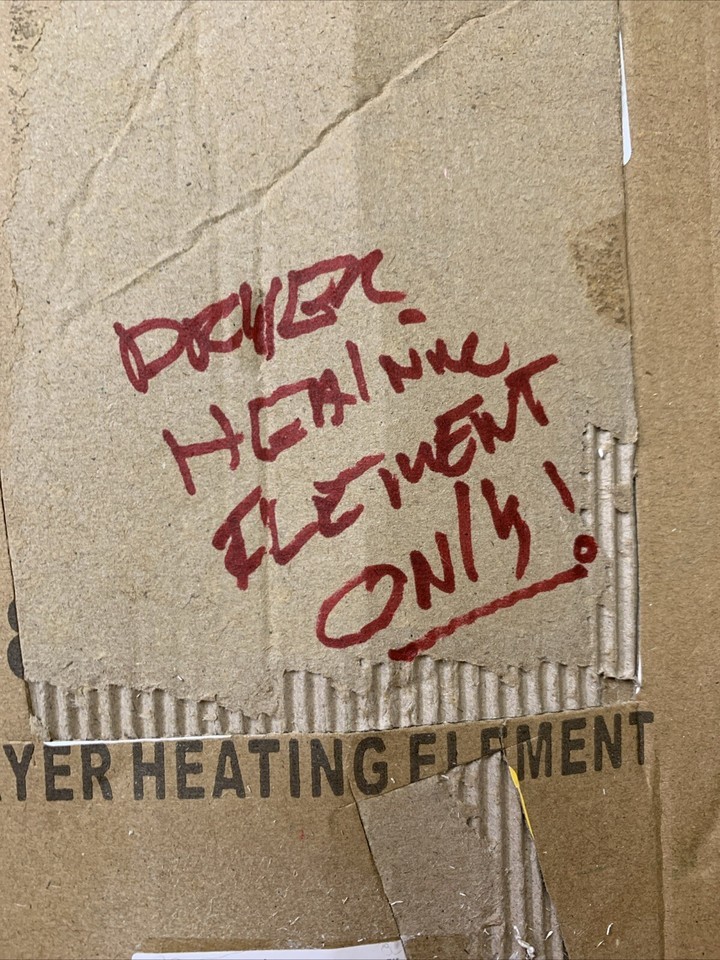 DRYER
HEATING
ELEMENT
ONLY!
YER HEATING ELEMENT